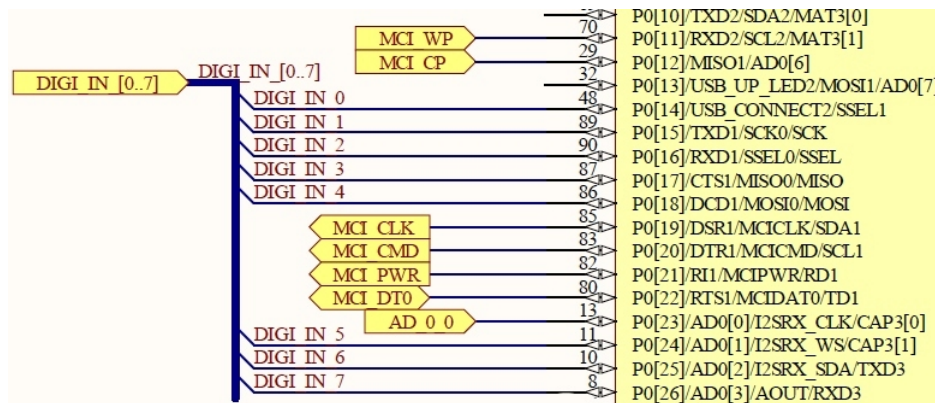 P0[10]/TXD2/SDA2/MAT3[0]
MCI_WP 70 P0[11]/RXD2/SCL2/MAT3[1]
MCI_CP 29 P0[12]/MISO1/AD0[6]
32 P0[13]/USB_UP_LED2/MOSI1/AD0[7]
DIGI_IN_[0..7] DIGI_IN_[0..7]
DIGI_IN_0 48 P0[14]/USB_CONNECT2/SSEL1
DIGI_IN_1 89 P0[15]/TXD1/SCK0/SCK
DIGI_IN_2 90 P0[16]/RXD1/SSEL0/SSEL
DIGI_IN_3 87 P0[17]/CTS1/MISO0/MISO
DIGI_IN_4 86 P0[18]/DCD1/MOSI0/MOSI
MCI_CLK 85 P0[19]/DSR1/MCICLK/SDA1
MCI_CMD 83 P0[20]/DTR1/MCICMD/SCL1
MCI_PWR 82 P0[21]/RI1/MCIPWR/RD1
MCI_DT0 80 P0[22]/RTS1/MCIDAT0/TD1
AD_0_0 13 P0[23]/AD0[0]/I2SRX_CLK/CAP3[0]
DIGI_IN_5 11 P0[24]/AD0[1]/I2SRX_WS/CAP3[1]
DIGI_IN_6 10 P0[25]/AD0[2]/I2SRX_SDA/TXD3
DIGI_IN_7 8 P0[26]/AD0[3]/AOUT/RXD3